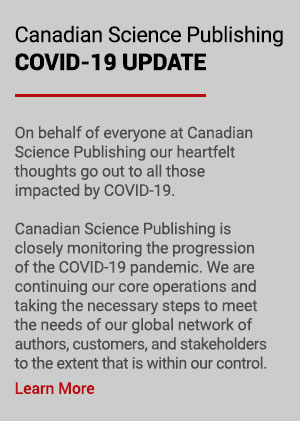 Canadian Science Publishing
COVID-19 UPDATE
On behalf of everyone at Canadian
Science Publishing our heartfelt
thoughts go out to all those
impacted by COVID-19.
Canadian Science Publishing is
closely monitoring the progression
of the COVID-19 pandemic. We are
continuing our core operations and
taking the necessary steps to meet
the needs of our global network of
authors, customers, and stakeholders
to the extent that is within our control.
Learn More